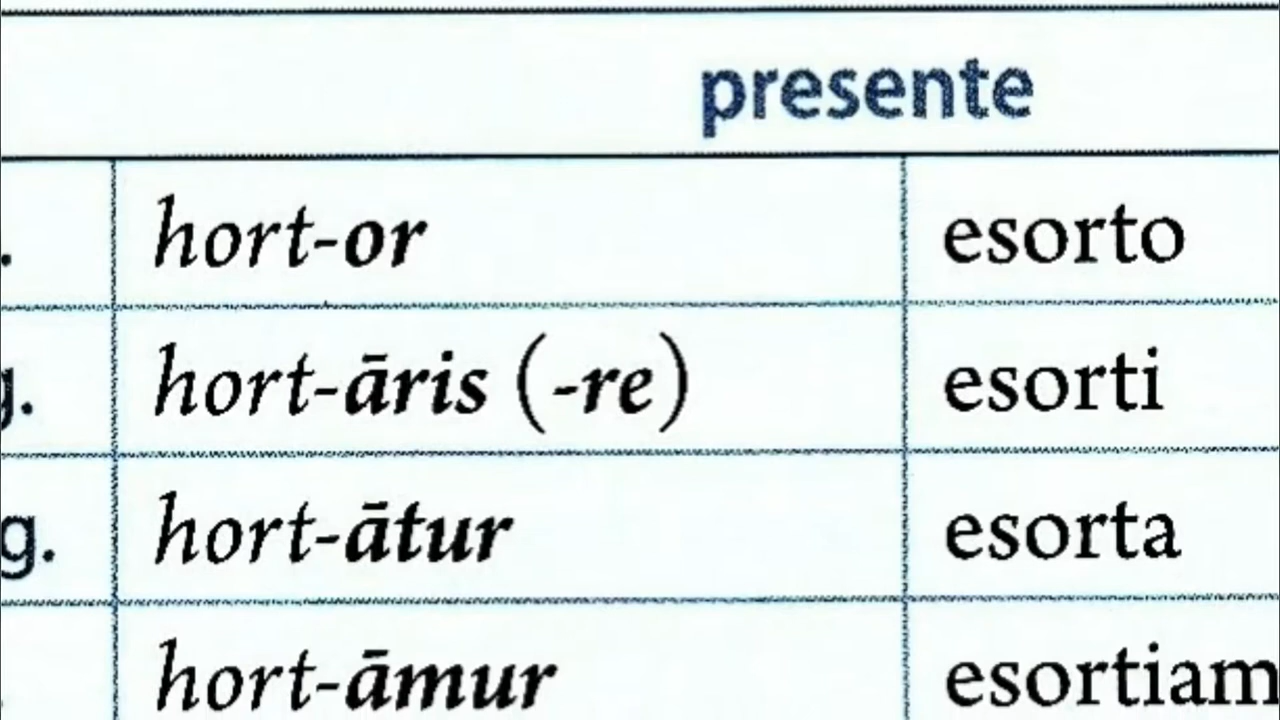 presente
. hort-or esorto
g. hort-āris (-re) esorti
g. hort-ātur esorta
hort-āmur esortiam